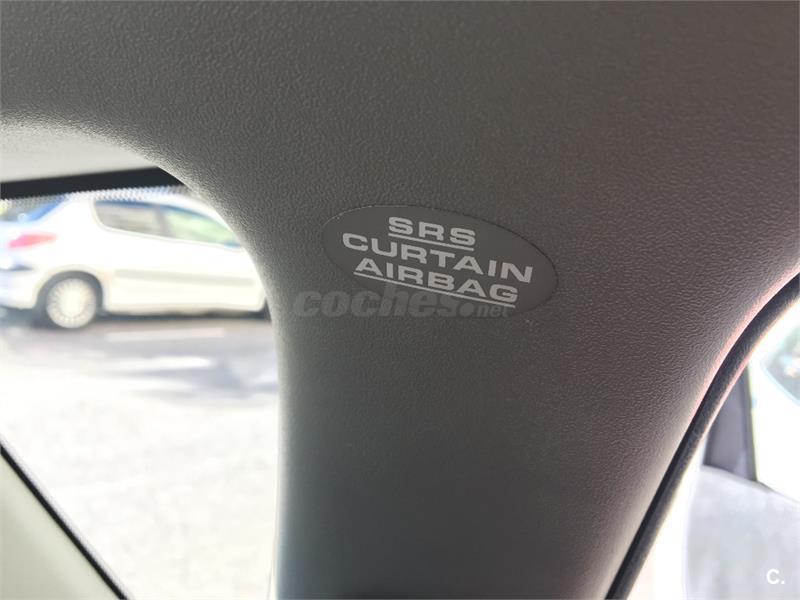 SRS
CURTAIN
AIRBAG
coches.net
C.